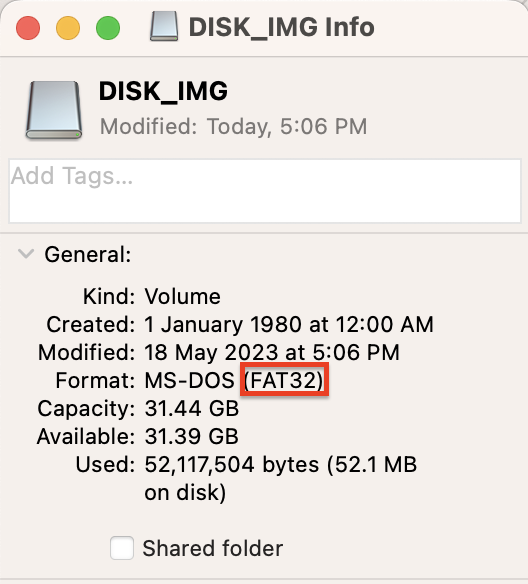 DISK_IMG Info
DISK_IMG
Modified: Today, 5:06 PM
Add Tags...
General:
Kind: Volume
Created: 1 January 1980 at 12:00 AM
Modified: 18 May 2023 at 5:06 PM
Format: MS-DOS (FAT32)
Capacity: 31.44 GB
Available: 31.39 GB
Used: 52,117,504 bytes (52.1 MB
on disk)
Shared folder